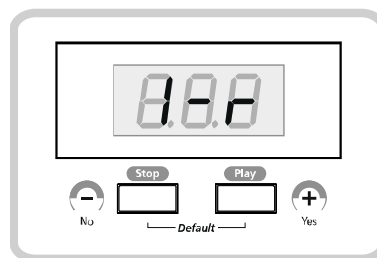 1-r
Stop Play
- +
No Yes
Default